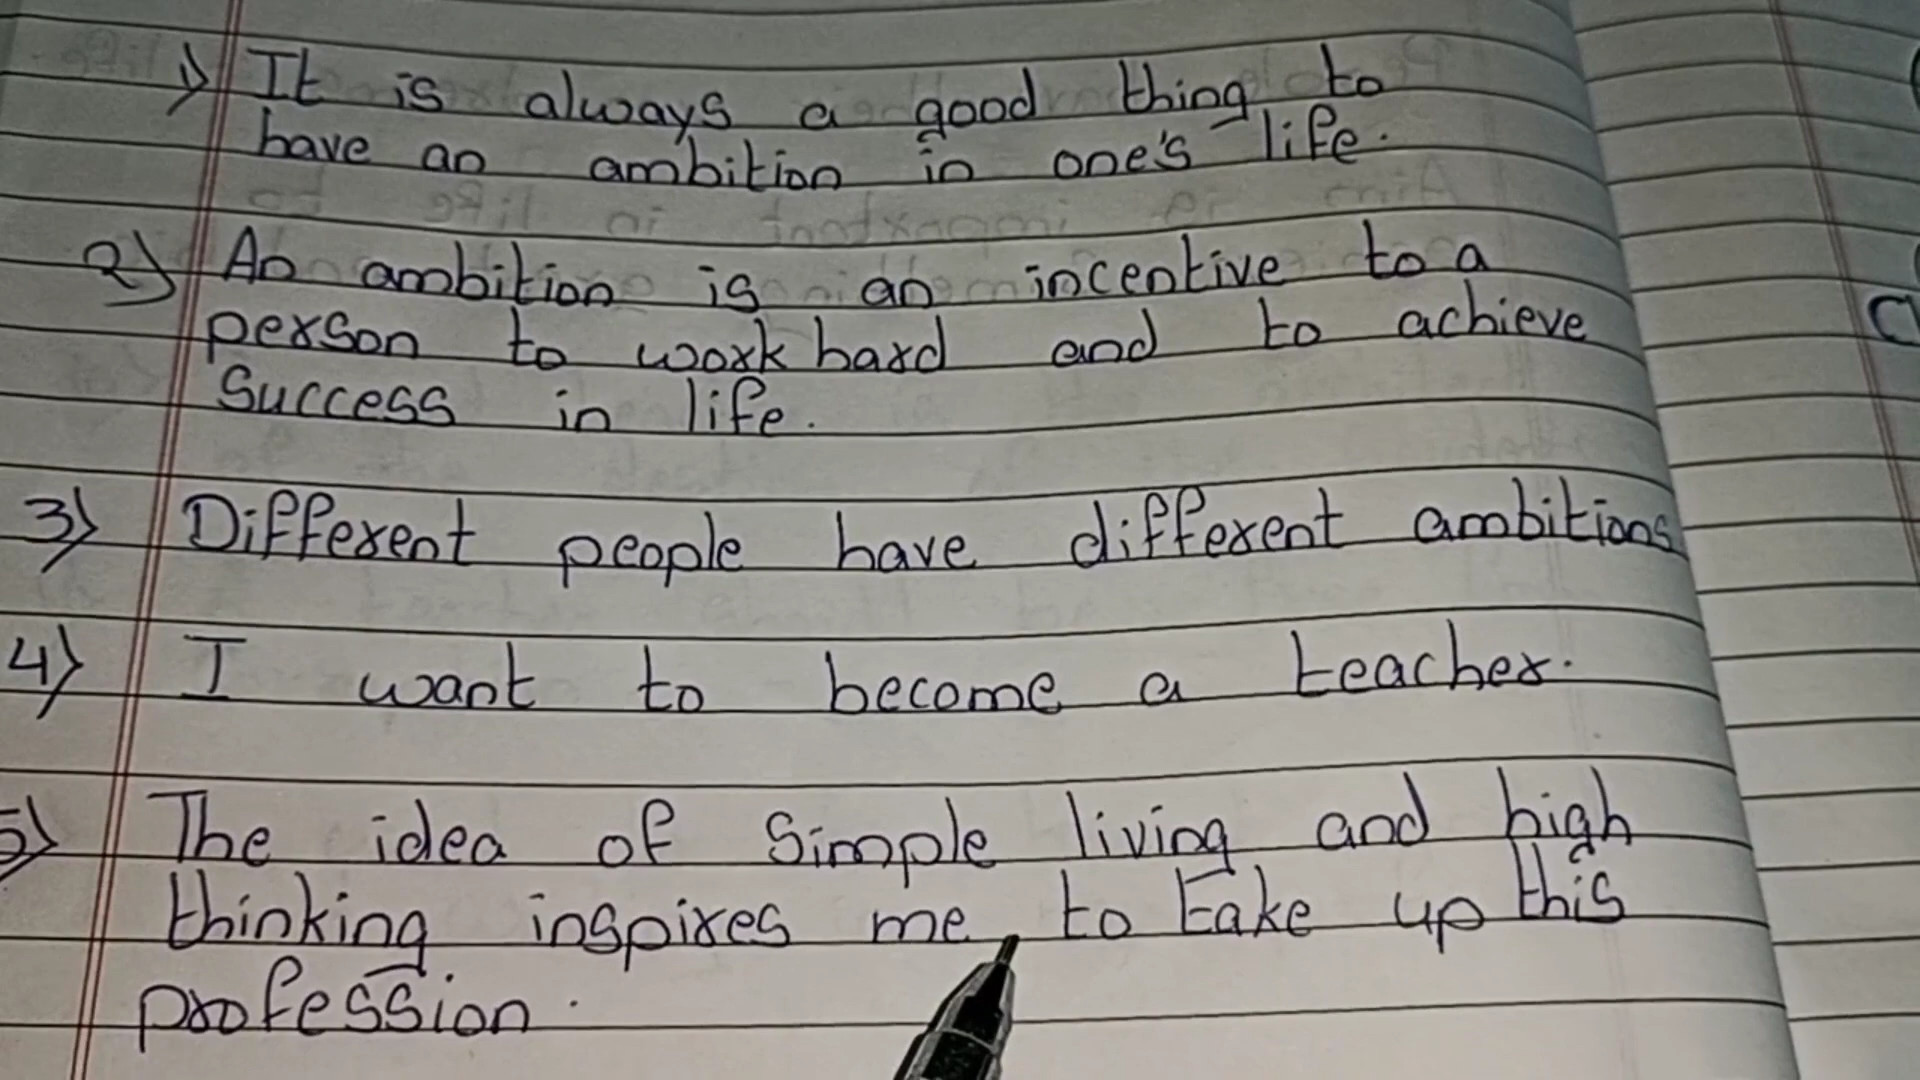 1) It is always a good thing to
have an ambition in one's life.
2) An ambition is an incentive to a
person to work hard and to achieve
Success in life.
3) Different people have different ambitions
4) I want to become a teacher.
5) The idea of Simple living and high
thinking inspires me to take up this
profession.